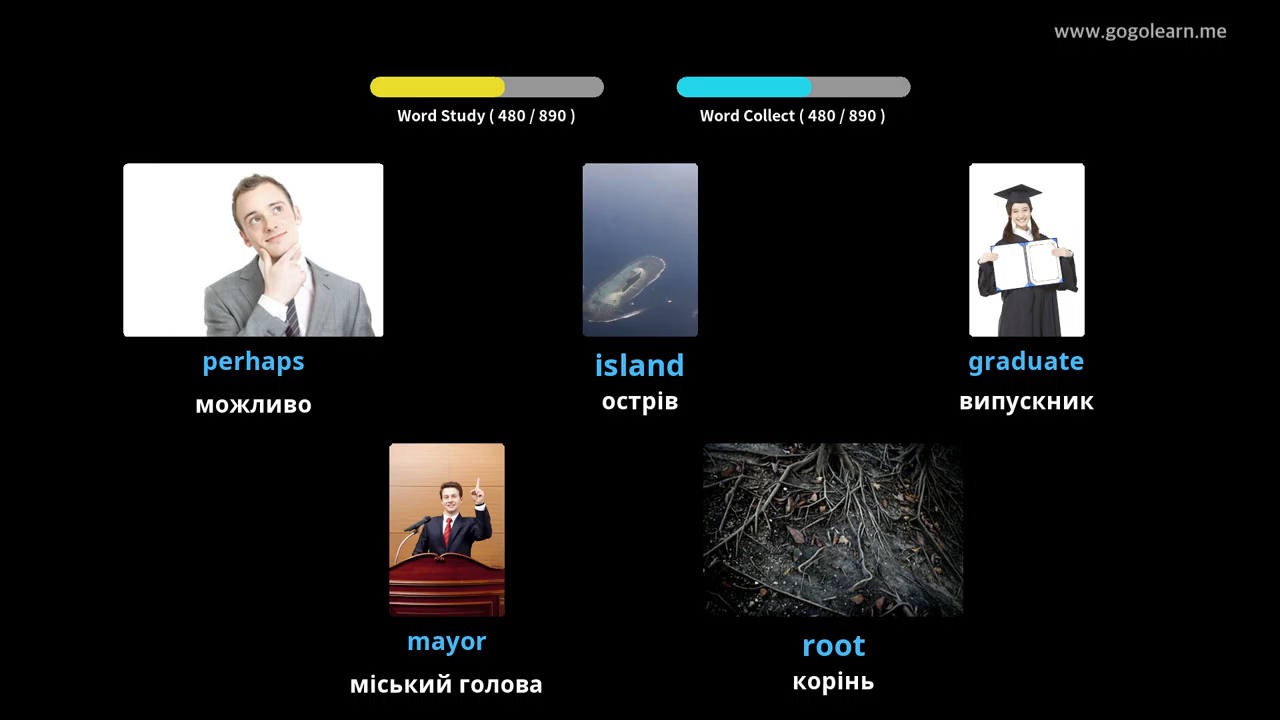 www.gogolearn.me
Word Study ( 480 / 890 )
Word Collect ( 480 / 890 )
perhaps
можливо
island
острів
graduate
випускник
mayor
міський голова
root
корінь